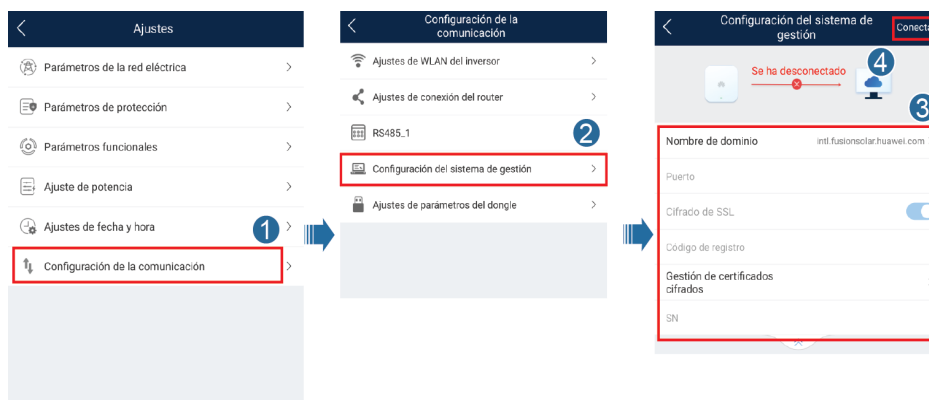 Ajustes
Parámetros de la red eléctrica
Parámetros de protección
Parámetros funcionales
Ajuste de potencia
Ajustes de fecha y hora
1
Configuración de la comunicación
Configuración de la
comunicación
Ajustes de WLAN del inversor
Ajustes de conexión del router
RS485_1
2
Configuración del sistema de gestión
Ajustes de parámetros del dongle
Configuración del sistema de
gestión
Conecta
Se ha desconectado
4
3
Nombre de dominio intl.fusionsolar.huawei.com
Puerto
Cifrado de SSL
Código de registro
Gestión de certificados
cifrados
SN